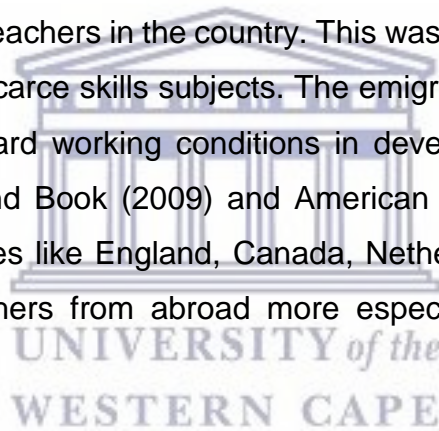 eachers in the country. This was
carce skills subjects. The emigr
ard working conditions in deve
nd Book (2009) and American
es like England, Canada, Nethe
ners from abroad more espec
UNIVERSITY of the
WESTERN CAPE